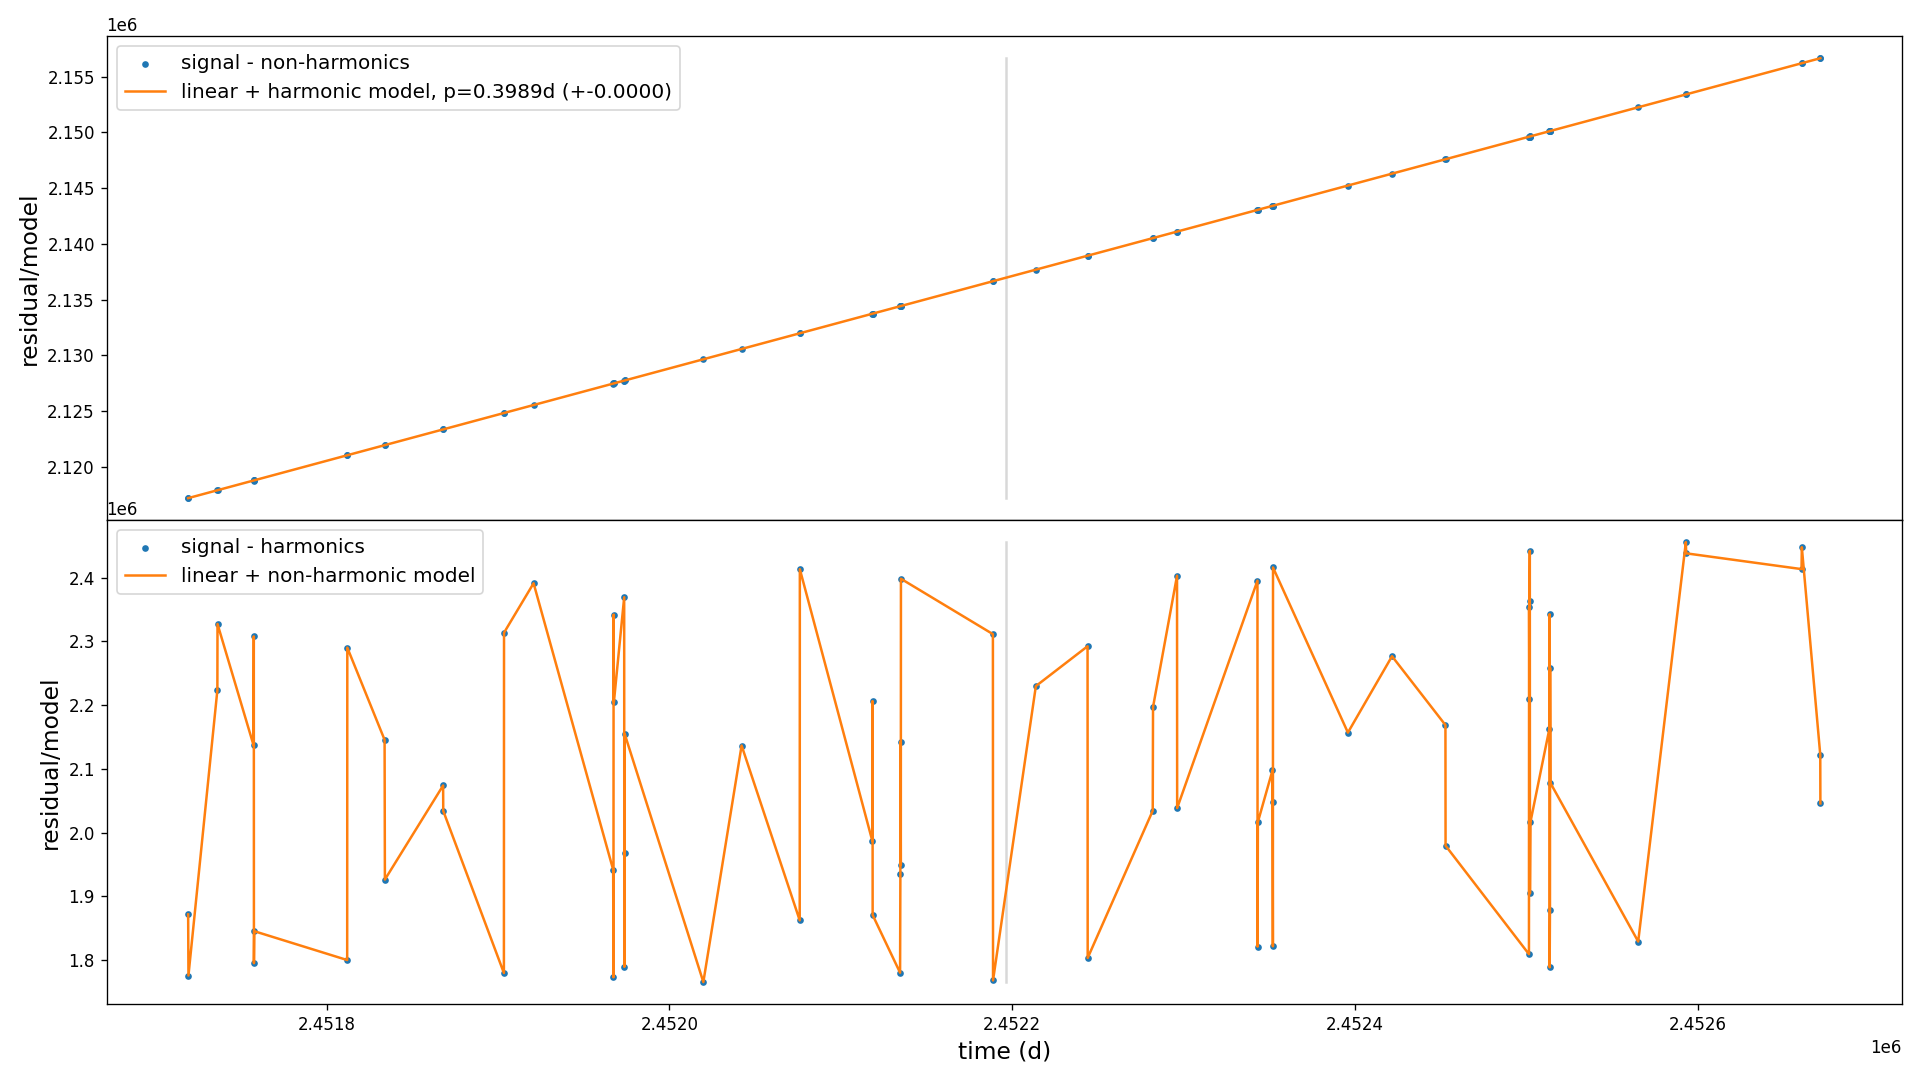 1e6
signal - non-harmonics
linear + harmonic model, p=0.3989d (+-0.0000)
2.155
2.150
2.145
2.140
2.135
2.130
2.125
2.120
residual/model
1e6
signal - harmonics
linear + non-harmonic model
2.4
2.3
2.2
2.1
2.0
1.9
1.8
residual/model
2.4518 2.4520 2.4522 2.4524 2.4526
time (d)
1e6